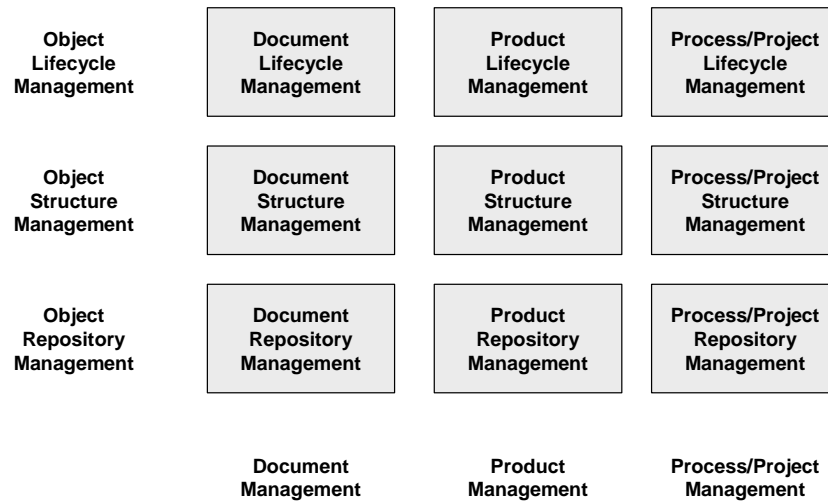 Object
Lifecycle
Management
Document
Lifecycle
Management
Product
Lifecycle
Management
Process/Project
Lifecycle
Management
Object
Structure
Management
Document
Structure
Management
Product
Structure
Management
Process/Project
Structure
Management
Object
Repository
Management
Document
Repository
Management
Product
Repository
Management
Process/Project
Repository
Management
Document
Management
Product
Management
Process/Project
Management